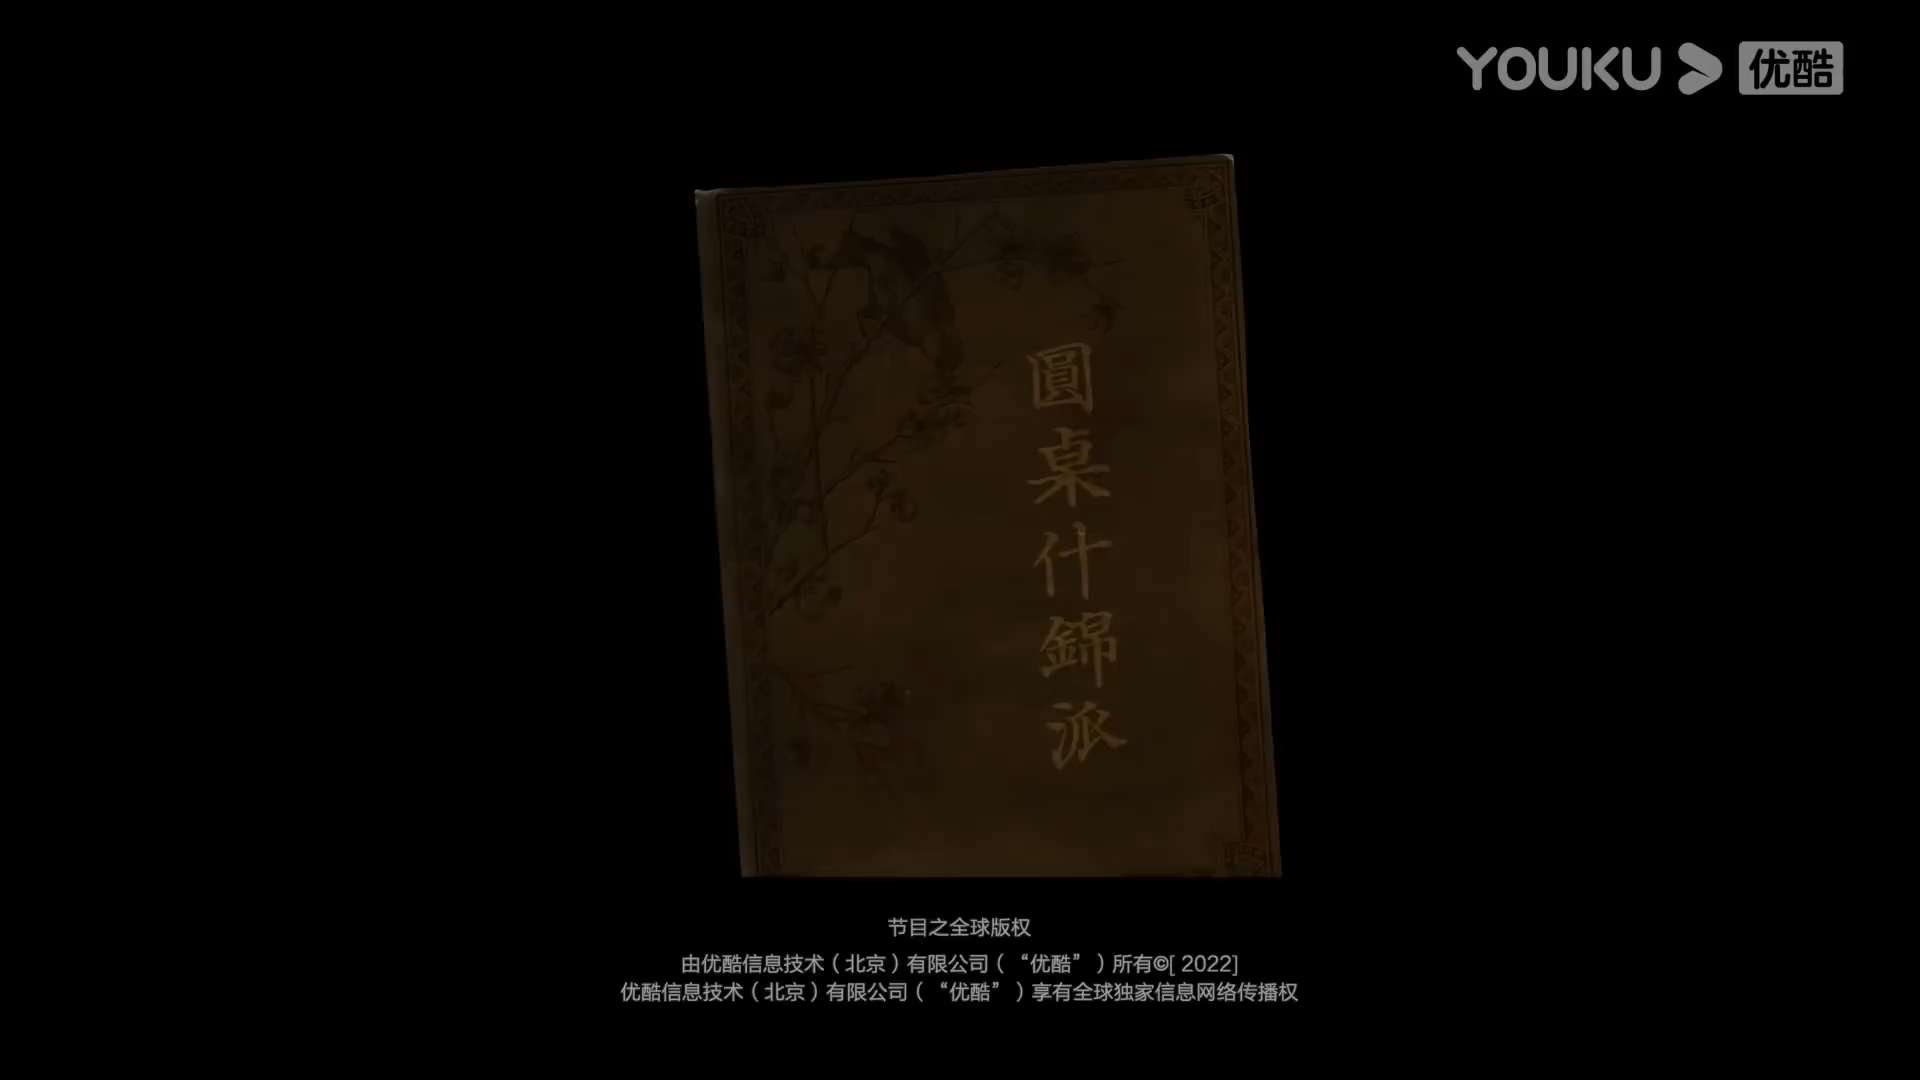 YOUKU 优酷
圓桌什錦派
节目之全球版权
由优酷信息技术（北京）有限公司（“优酷”）所有©[ 2022]
优酷信息技术（北京）有限公司（“优酷”）享有全球独家信息网络传播权